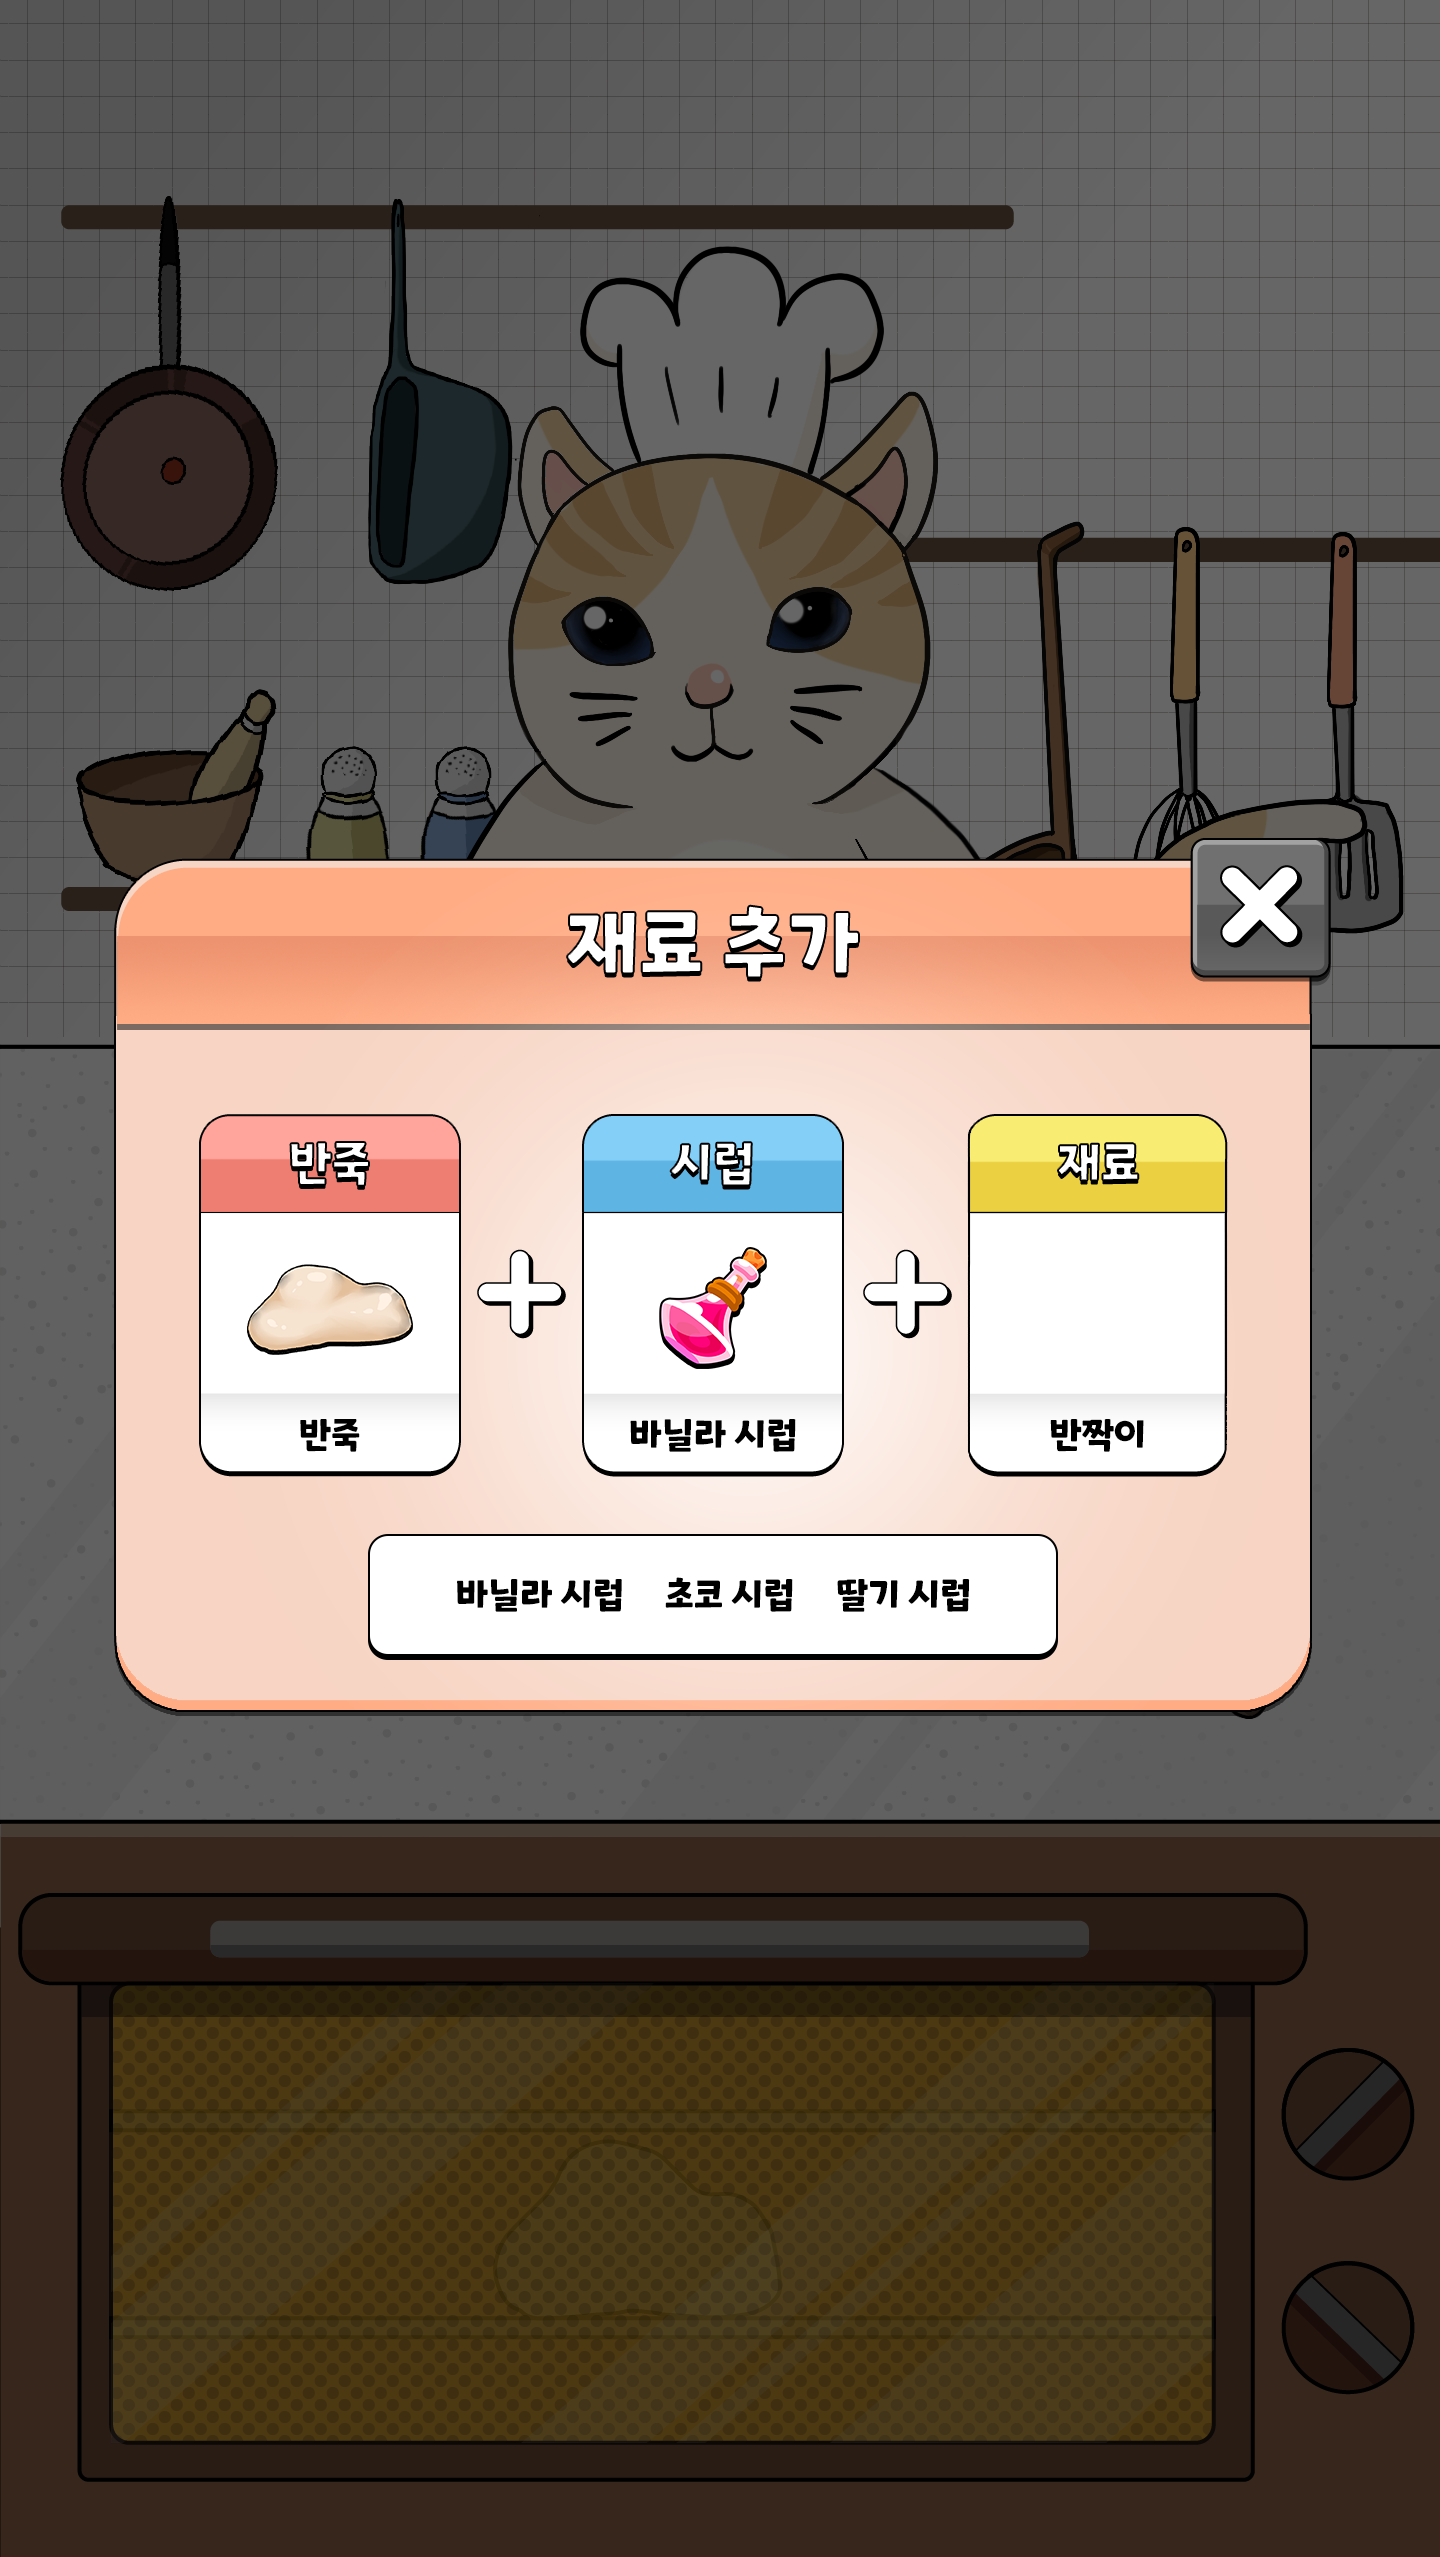 재료 추가
반죽
시럽
재료
반죽
바닐라 시럽
반짝이
바닐라 시럽 초코 시럽 딸기 시럽